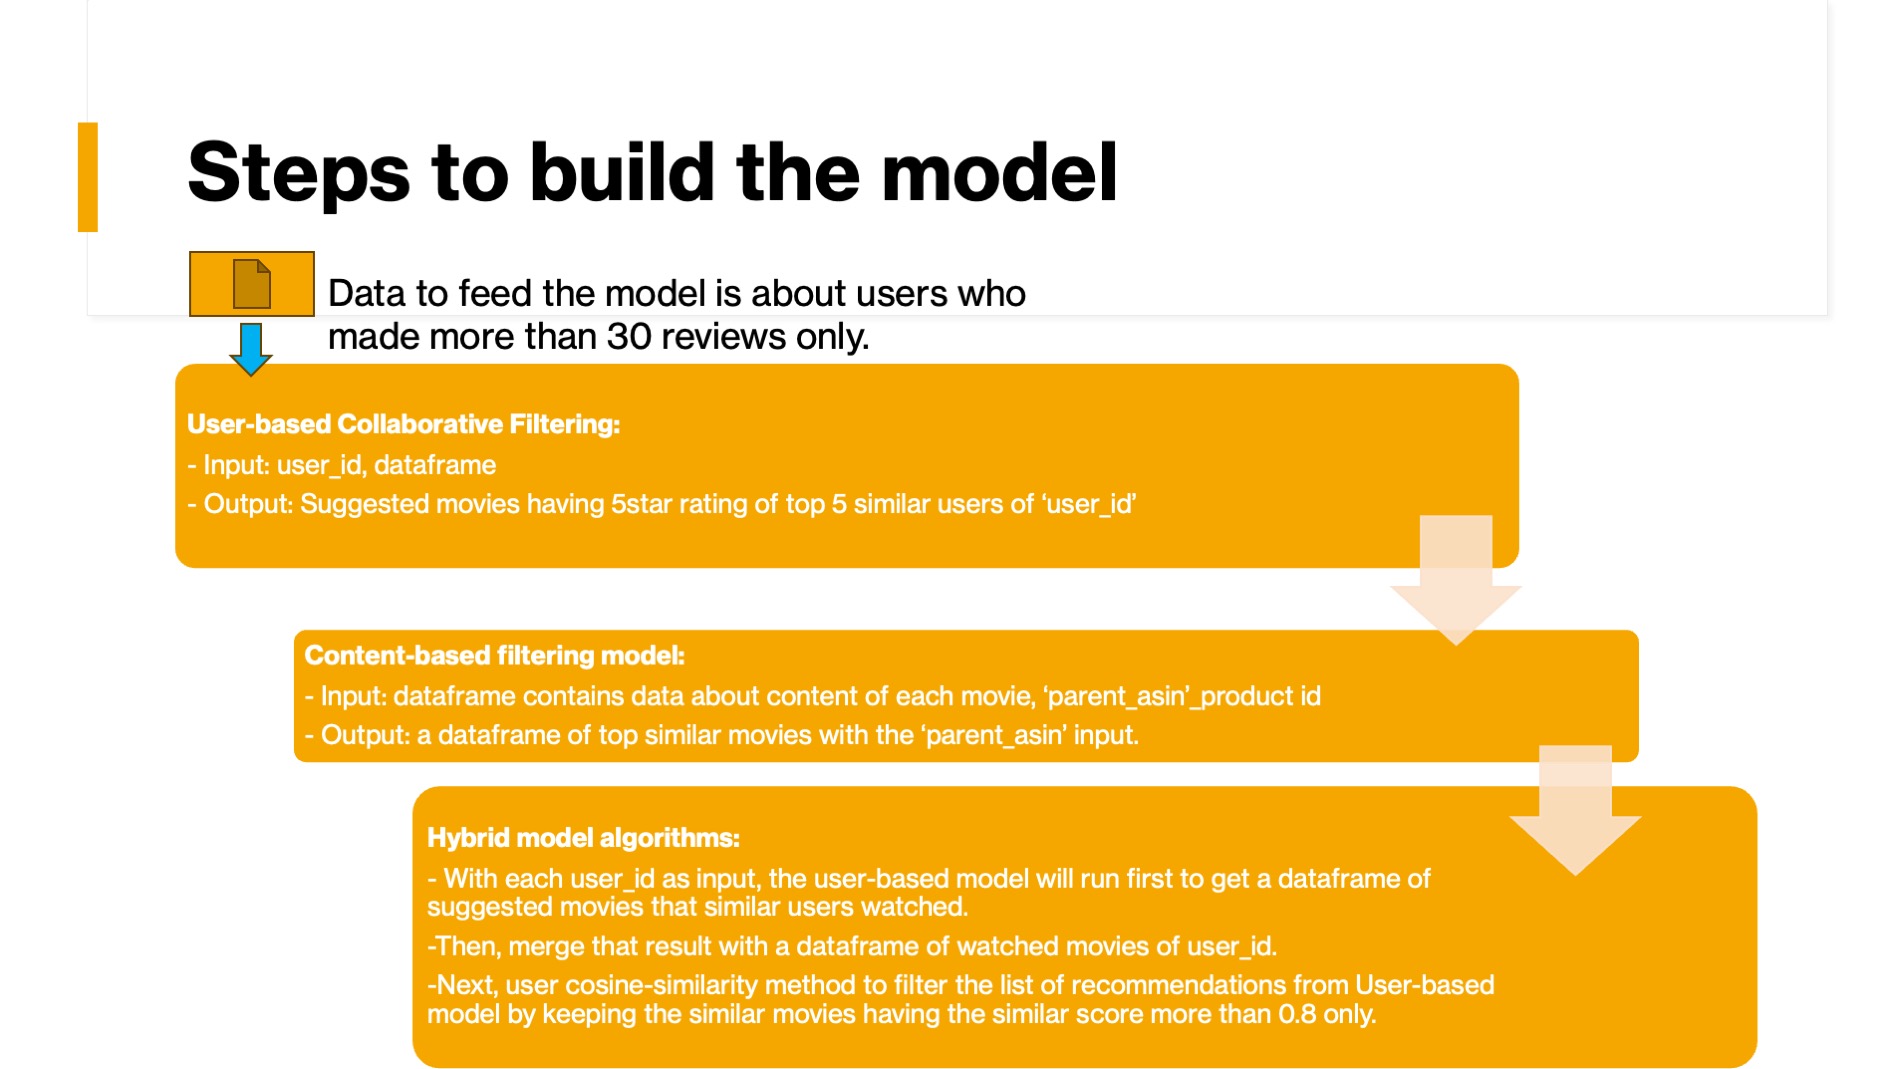 Steps to build the model
Data to feed the model is about users who
made more than 30 reviews only.
User-based Collaborative Filtering:
- Input: user_id, dataframe
- Output: Suggested movies having 5star rating of top 5 similar users of ‘user_id’
Content-based filtering model:
- Input: dataframe contains data about content of each movie, ‘parent_asin’_product id
- Output: a dataframe of top similar movies with the ‘parent_asin’ input.
Hybrid model algorithms:
- With each user_id as input, the user-based model will run first to get a dataframe of
suggested movies that similar users watched.
-Then, merge that result with a dataframe of watched movies of user_id.
-Next, user cosine-similarity method to filter the list of recommendations from User-based
model by keeping the similar movies having the similar score more than 0.8 only.